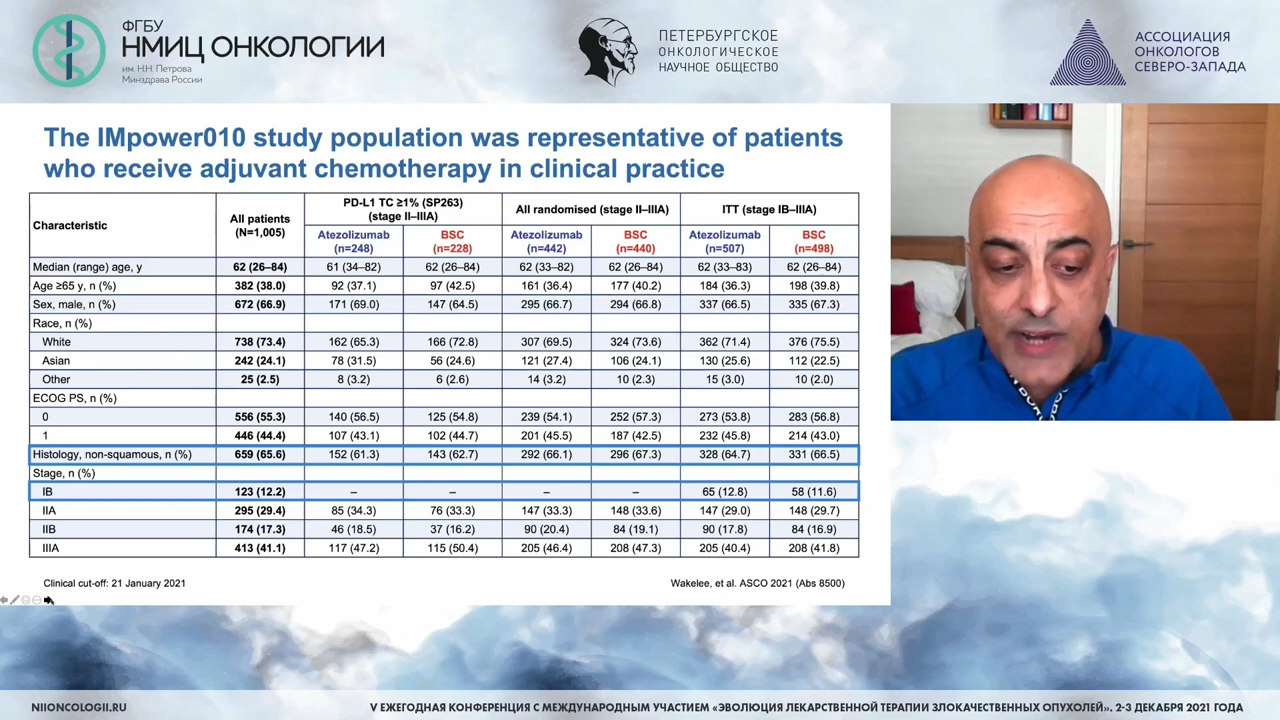 ФГБУ
НМИЦ ОНКОЛОГИИ
им. Н.Н. Петрова
Минздрава России
ПЕТЕРБУРГСКОЕ
ОНКОЛОГИЧЕСКОЕ
НАУЧНОЕ ОБЩЕСТВО
АССОЦИАЦИЯ
ОНКОЛОГОВ
СЕВЕРО-ЗАПАДА
The IMpower010 study population was representative of patients
who receive adjuvant chemotherapy in clinical practice
Characteristic
All patients
(N=1,005)
PD-L1 TC ≥1% (SP263)
(stage II–IIIA)
All randomised (stage II–IIIA)
ITT (stage IB–IIIA)
Atezolizumab
(n=248)
BSC
(n=228)
Atezolizumab
(n=442)
BSC
(n=440)
Atezolizumab
(n=507)
BSC
(n=498)
Median (range) age, y 62 (26–84) 61 (34–82) 62 (26–84) 62 (33–82) 62 (26–84) 62 (33–83) 62 (26–84)
Age ≥65 y, n (%) 382 (38.0) 92 (37.1) 97 (42.5) 161 (36.4) 177 (40.2) 184 (36.3) 198 (39.8)
Sex, male, n (%) 672 (66.9) 171 (69.0) 147 (64.5) 295 (66.7) 294 (66.8) 337 (66.5) 335 (67.3)
Race, n (%)
White 738 (73.4) 162 (65.3) 166 (72.8) 307 (69.5) 324 (73.6) 362 (71.4) 376 (75.5)
Asian 242 (24.1) 78 (31.5) 56 (24.6) 121 (27.4) 106 (24.1) 130 (25.6) 112 (22.5)
Other 25 (2.5) 8 (3.2) 6 (2.6) 14 (3.2) 10 (2.3) 15 (3.0) 10 (2.0)
ECOG PS, n (%)
0 556 (55.3) 140 (56.5) 125 (54.8) 239 (54.1) 252 (57.3) 273 (53.8) 283 (56.8)
1 446 (44.4) 107 (43.1) 102 (44.7) 201 (45.5) 187 (42.5) 232 (45.8) 214 (43.0)
Histology, non-squamous, n (%) 659 (65.6) 152 (61.3) 143 (62.7) 292 (66.1) 296 (67.3) 328 (64.7) 331 (66.5)
Stage, n (%)
IB 123 (12.2) – – – – 65 (12.8) 58 (11.6)
IIA 295 (29.4) 85 (34.3) 76 (33.3) 147 (33.3) 148 (33.6) 147 (29.0) 148 (29.7)
IIB 174 (17.3) 46 (18.5) 37 (16.2) 90 (20.4) 84 (19.1) 90 (17.8) 84 (16.9)
IIIA 413 (41.1) 117 (47.2) 115 (50.4) 205 (46.4) 208 (47.3) 205 (40.4) 208 (41.8)
Clinical cut-off: 21 January 2021
Wakelee, et al. ASCO 2021 (Abs 8500)
NIIONCOLOGII.RU
V ЕЖЕГОДНАЯ КОНФЕРЕНЦИЯ С МЕЖДУНАРОДНЫМ УЧАСТИЕМ «ЭВОЛЮЦИЯ ЛЕКАРСТВЕННОЙ ТЕРАПИИ ЗЛОКАЧЕСТВЕННЫХ ОПУХОЛЕЙ». 2-3 ДЕКАБРЯ 2021 ГОДА